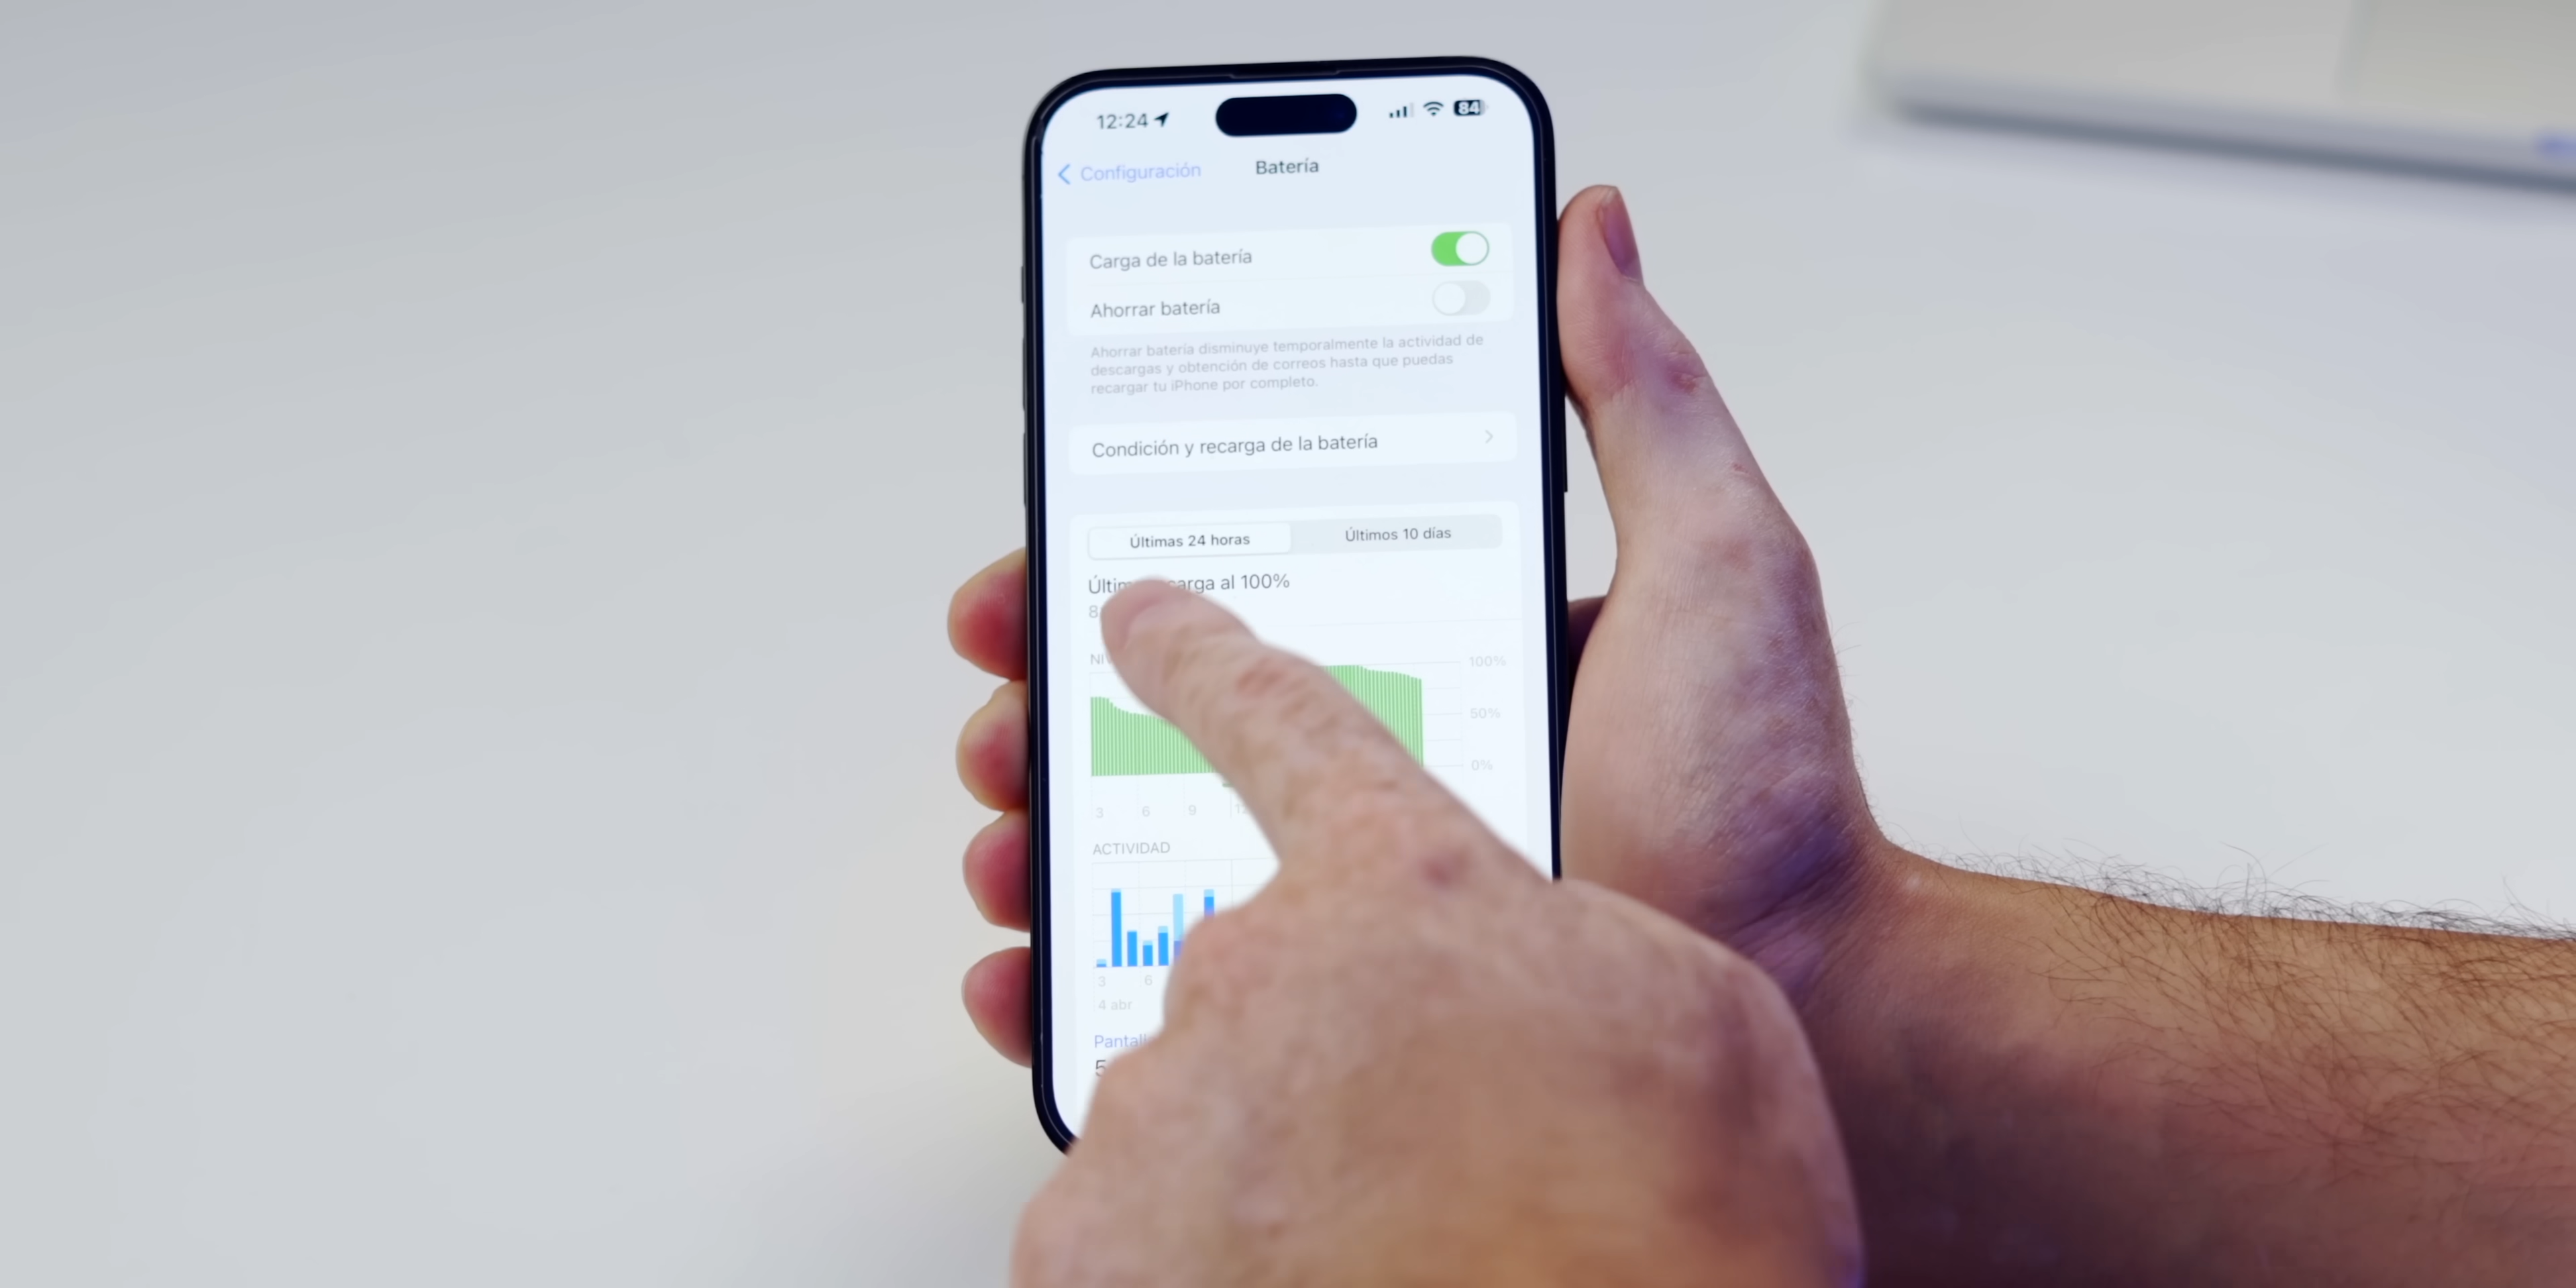 12:24
84
Configuración
Batería
Carga de la batería
Ahorrar batería
Ahorrar batería disminuye temporalmente la actividad de
descargas y obtención de correos hasta que puedas
recargar tu iPhone por completo.
Condición y recarga de la batería
Últimas 24 horas
Últimos 10 días
al 100%
100%
50%
0%
3 6 9
ACTIVIDAD
3 6
4 abr